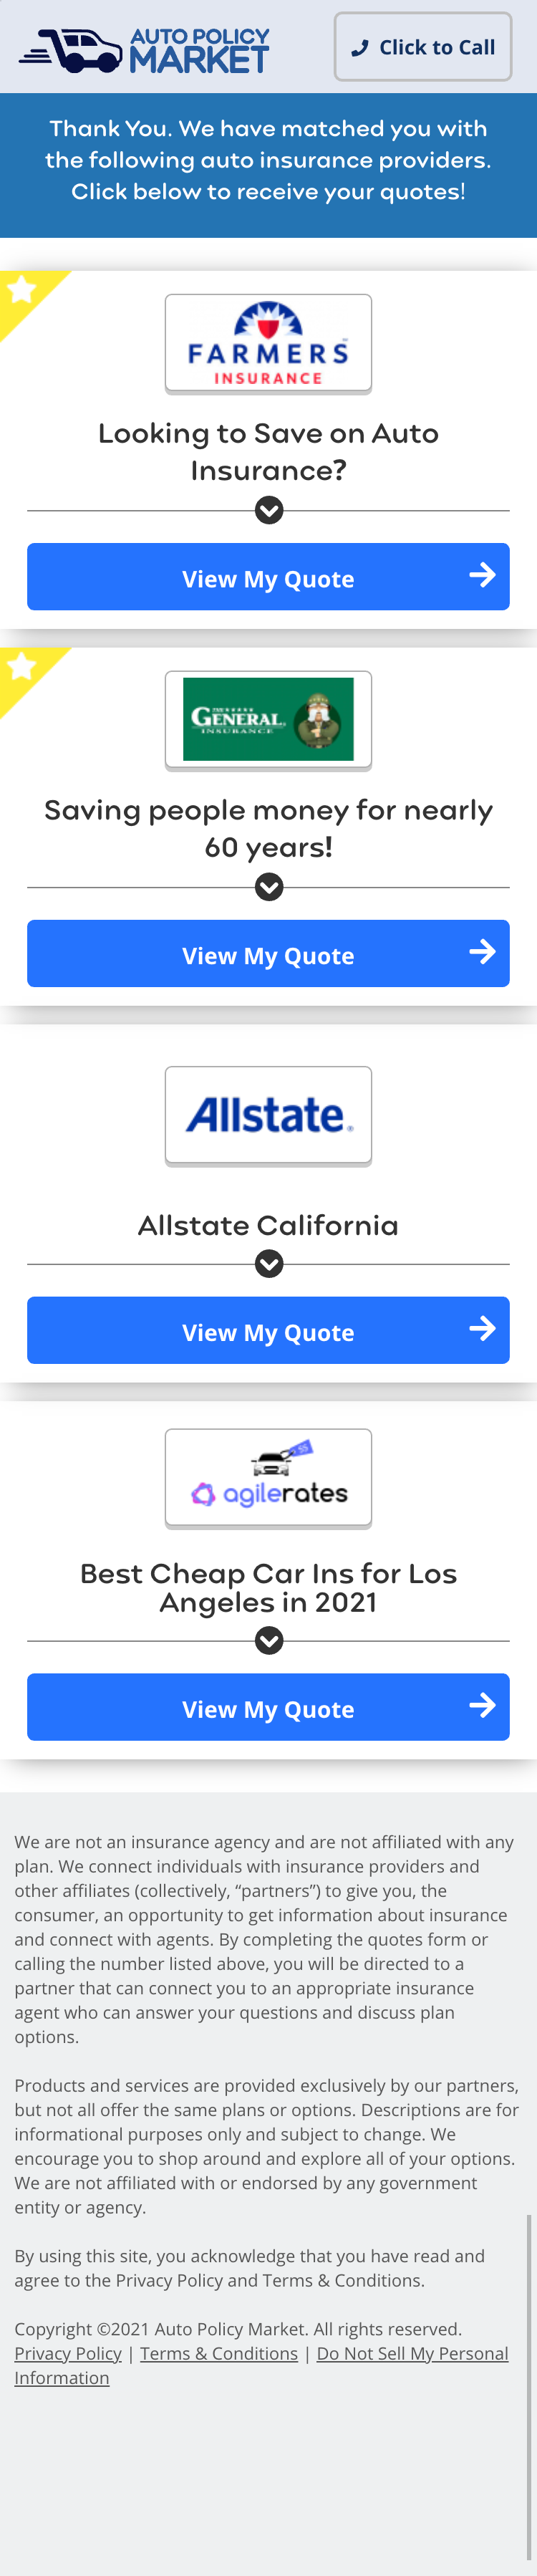 AUTO POLICY
MARKET
Click to Call
Thank You. We have matched you with
the following auto insurance providers.
Click below to receive your quotes!
FARMERS
INSURANCE
Looking to Save on Auto
Insurance?
View My Quote
THE
GENERAL
INSURANCE
Saving people money for nearly
60 years!
View My Quote
Allstate®
Allstate California
View My Quote
agilerates
Best Cheap Car Ins for Los
Angeles in 2021
View My Quote
We are not an insurance agency and are not affiliated with any
plan. We connect individuals with insurance providers and
other affiliates (collectively, “partners”) to give you, the
consumer, an opportunity to get information about insurance
and connect with agents. By completing the quotes form or
calling the number listed above, you will be directed to a
partner that can connect you to an appropriate insurance
agent who can answer your questions and discuss plan
options.
Products and services are provided exclusively by our partners,
but not all offer the same plans or options. Descriptions are for
informational purposes only and subject to change. We
encourage you to shop around and explore all of your options.
We are not affiliated with or endorsed by any government
entity or agency.
By using this site, you acknowledge that you have read and
agree to the Privacy Policy and Terms & Conditions.
Copyright ©2021 Auto Policy Market. All rights reserved.
Privacy Policy | Terms & Conditions | Do Not Sell My Personal
Information